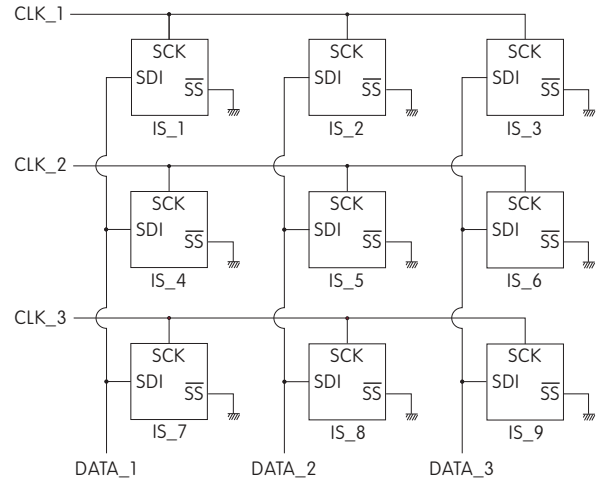 CLK_1
SCK SCK SCK
SDI SDI SDI
SS SS SS
IS_1 IS_2 IS_3
CLK_2
SCK SCK SCK
SDI SDI SDI
SS SS SS
IS_4 IS_5 IS_6
CLK_3
SCK SCK SCK
SDI SDI SDI
SS SS SS
IS_7 IS_8 IS_9
DATA_1 DATA_2 DATA_3